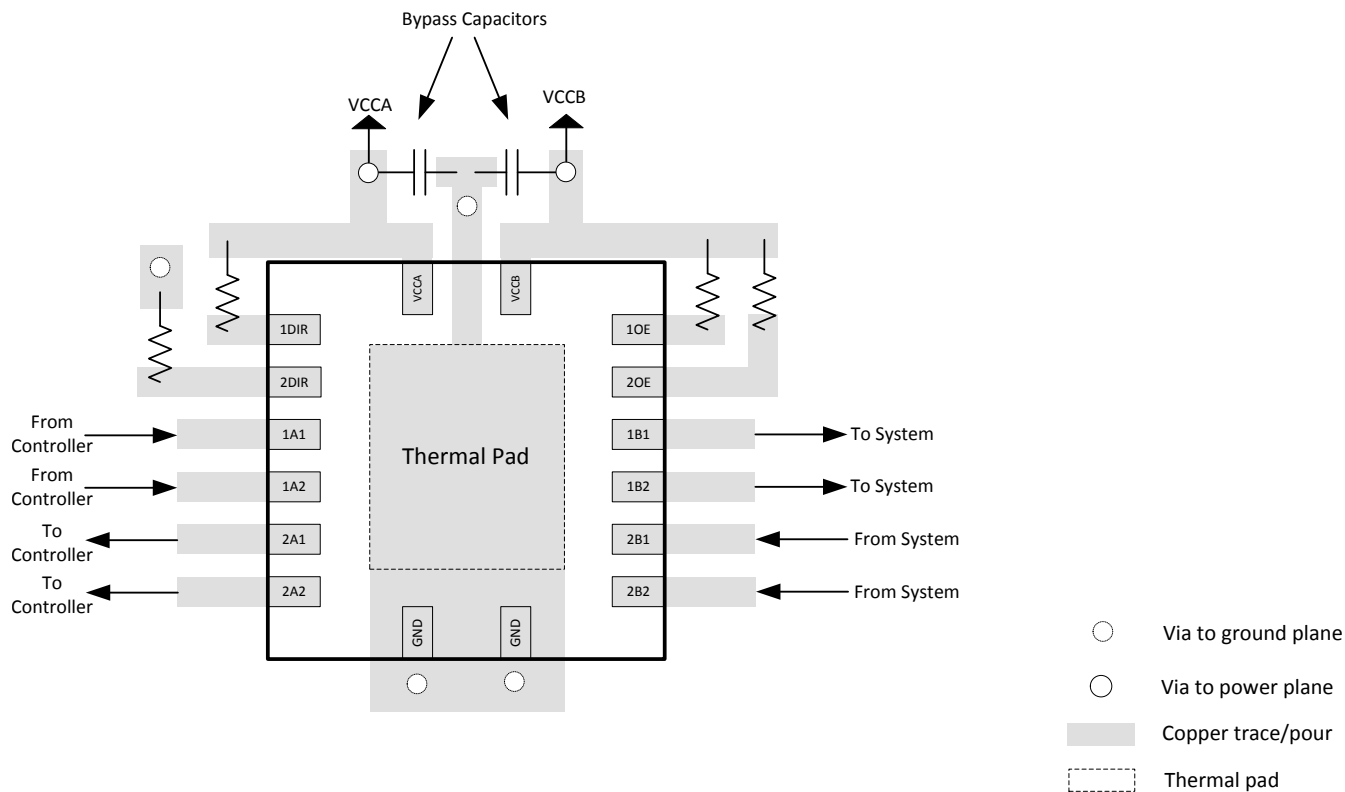 Bypass Capacitors
VCCA
VCCB
VCCA
VCCB
1DIR
1OE
2DIR
2OE
From
Controller
1A1
1B1
To System
Thermal Pad
From
Controller
1A2
1B2
To System
To
Controller
2A1
2B1
From System
To
Controller
2A2
2B2
From System
GND
GND
Via to ground plane
Via to power plane
Copper trace/pour
Thermal pad